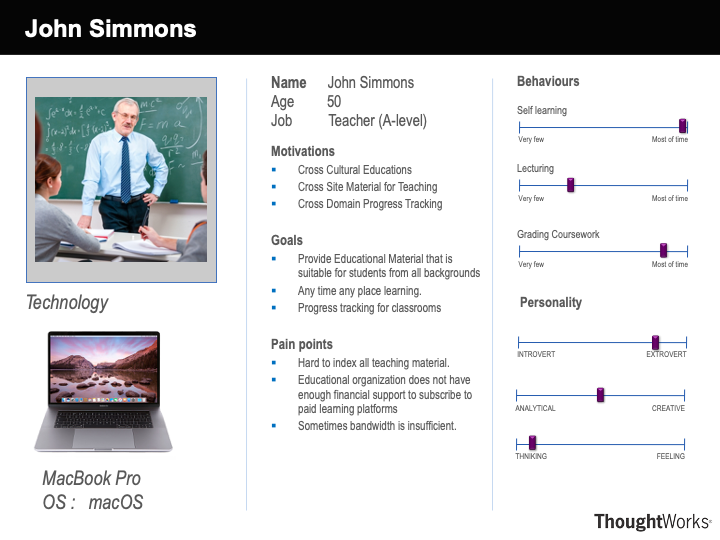 John Simmons
mc²
F = m a
Technology
MacBook Pro
OS : macOS
Name John Simmons
Age 50
Job Teacher (A-level)
Motivations
Cross Cultural Educations
Cross Site Material for Teaching
Cross Domain Progress Tracking
Goals
Provide Educational Material that is
suitable for students from all backgrounds
Any time any place learning.
Progress tracking for classrooms
Pain points
Hard to index all teaching material.
Educational organization does not have
enough financial support to subscribe to
paid learning platforms
Sometimes bandwidth is insufficient.
Behaviours
Self learning
Very few Most of time
Lecturing
Very few Most of time
Grading Coursework
Very few Most of time
Personality
INTROVERT EXTROVERT
ANALYTICAL CREATIVE
THNIKING FEELING
ThoughtWorks®